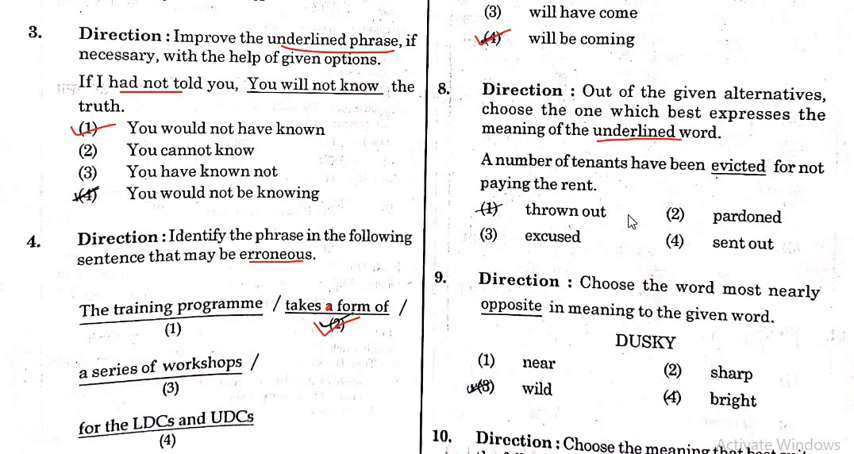 3. Direction : Improve the underlined phrase, if
necessary, with the help of given options.
If I had not told you, You will not know the
truth.
(1) You would not have known
(2) You cannot know
(3) You have known not
(4) You would not be knowing
4. Direction : Identify the phrase in the following
sentence that may be erroneous.
The training programme / takes a form of /
(1) (2)
a series of workshops /
(3)
for the LDCs and UDCs
(4)
(3) will have come
(4) will be coming
8. Direction : Out of the given alternatives,
choose the one which best expresses the
meaning of the underlined word.
A number of tenants have been evicted for not
paying the rent.
(1) thrown out (2) pardoned
(3) excused (4) sent out
9. Direction : Choose the word most nearly
opposite in meaning to the given word.
DUSKY
(1) near (2) sharp
(3) wild (4) bright
10. Direction : Choose the meaning that
Activate Windows